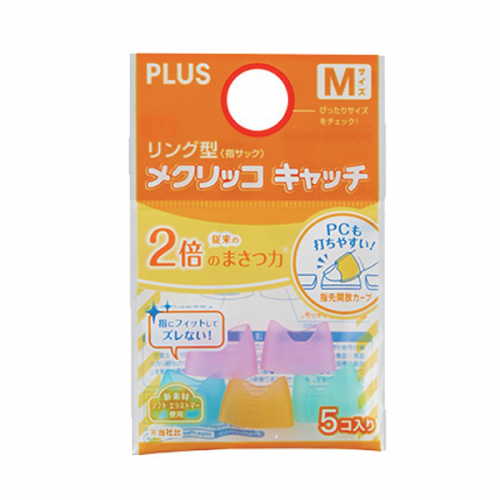 PLUS
Mサイズ
ぴったりサイズ
をチェック!
リング型〈指サック〉
メクリッコ キャッチ
従来の
2倍のまさつ力※
PCも
打ちやすい!
指先開放カーブ
指にフィットして
ズレない!
新素材
ソフトエラストマー
使用
※当社比
5コ入り